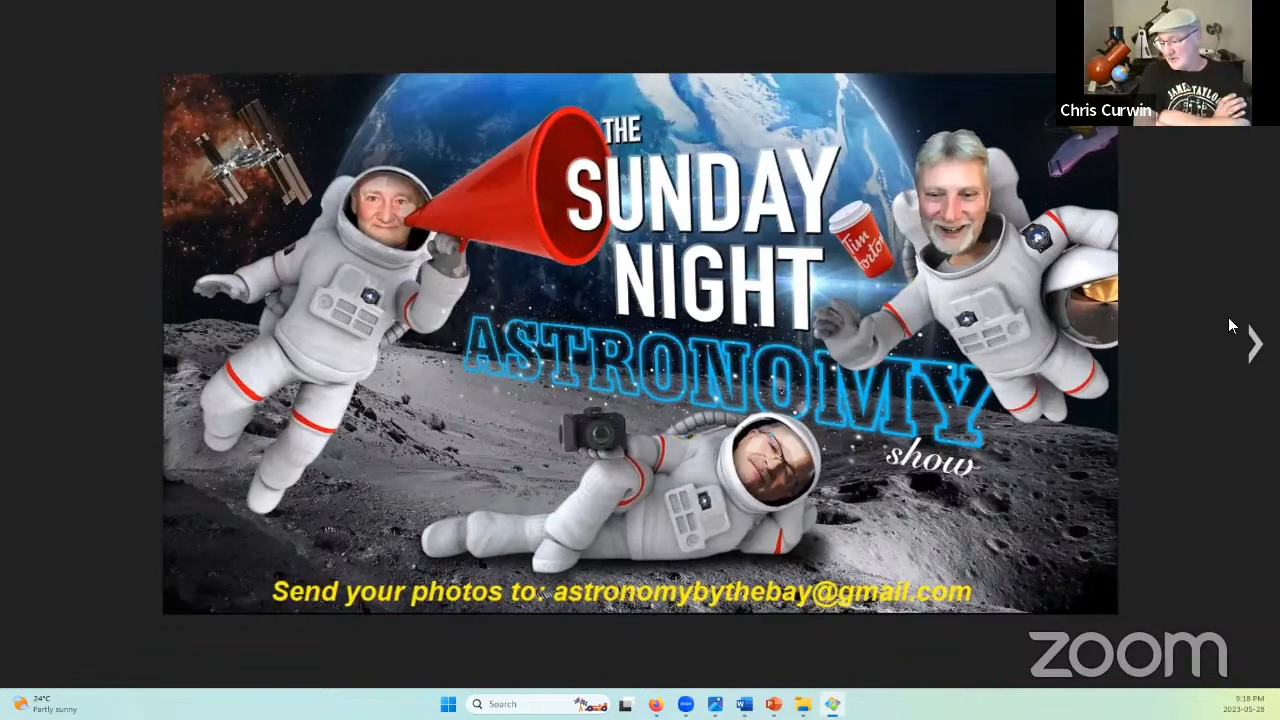 THE
SUNDAY
NIGHT
ASTRONOMY
show
Tim
Send your photos to: astronomybythebay@gmail.com
Chris Curwin
zoom
24°C
Partly sunny
Search
9:18 PM
2023-05-28